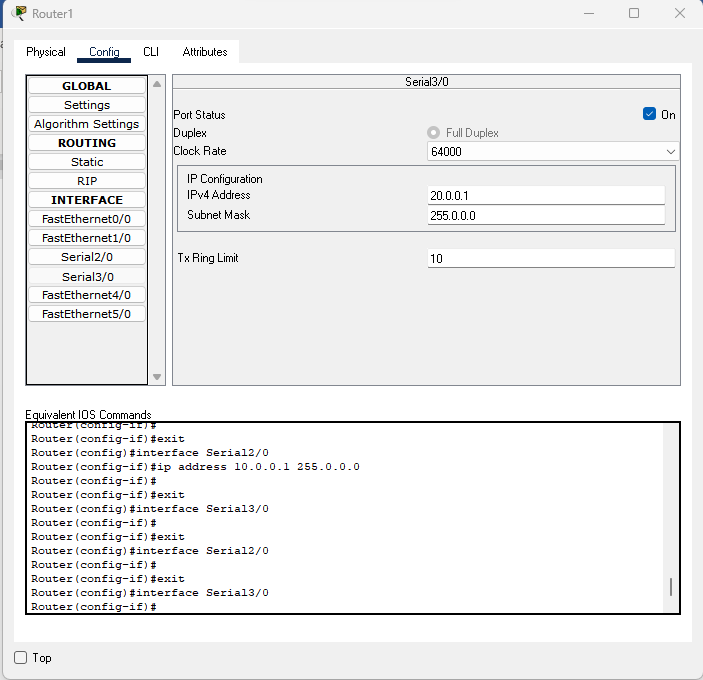 Router1
Physical Config CLI Attributes
GLOBAL
Settings
Algorithm Settings
ROUTING
Static
RIP
INTERFACE
FastEthernet0/0
FastEthernet1/0
Serial2/0
Serial3/0
FastEthernet4/0
FastEthernet5/0
Serial3/0
Port Status On
Duplex Full Duplex
Clock Rate 64000
IP Configuration
IPv4 Address 20.0.0.1
Subnet Mask 255.0.0.0
Tx Ring Limit 10
Equivalent IOS Commands
Router(config-if)#
Router(config-if)#exit
Router(config)#interface Serial2/0
Router(config-if)#ip address 10.0.0.1 255.0.0.0
Router(config-if)#
Router(config-if)#exit
Router(config)#interface Serial3/0
Router(config-if)#
Router(config-if)#exit
Router(config)#interface Serial2/0
Router(config-if)#
Router(config-if)#exit
Router(config)#interface Serial3/0
Router(config-if)#
Top